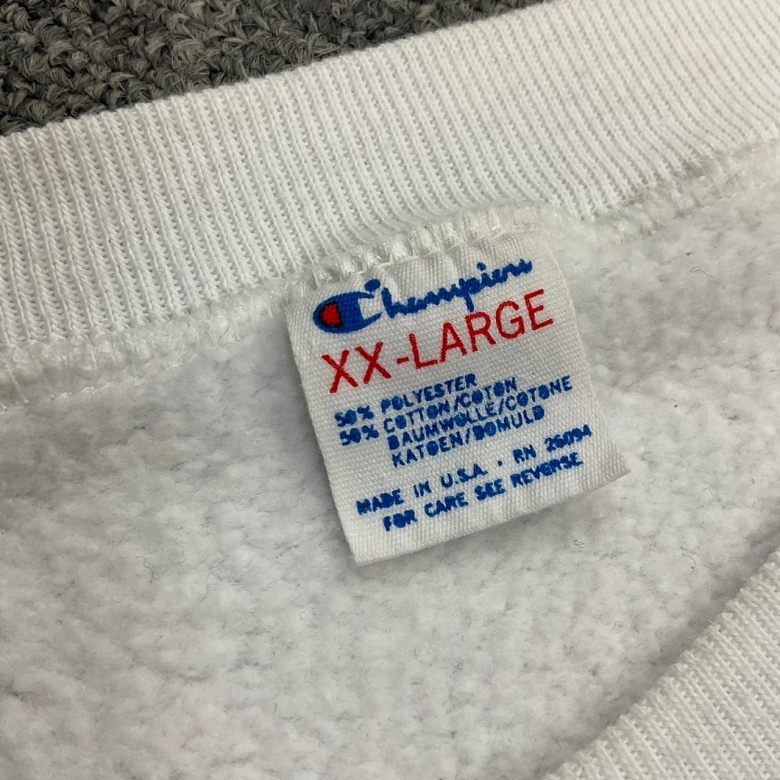 Champion
XX-LARGE
50% POLYESTER
50% COTTON/COTON
BAUMWOLLE/COTONE
KATOEN/BOMULD
MADE IN U.S.A. · RN 26094
FOR CARE SEE REVERSE